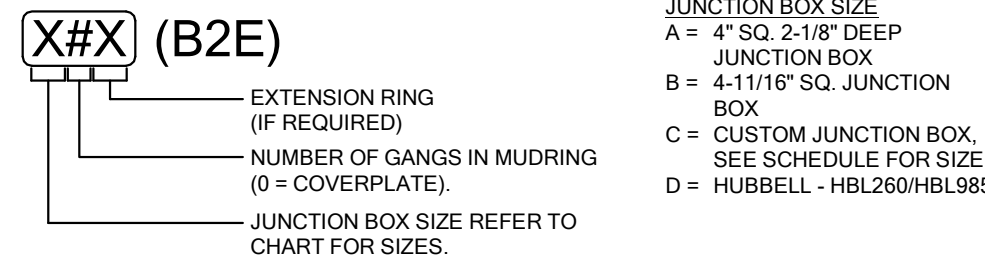 X#X (B2E)
EXTENSION RING
(IF REQUIRED)
NUMBER OF GANGS IN MUDRING
(0 = COVERPLATE).
JUNCTION BOX SIZE REFER TO
CHART FOR SIZES.
JUNCTION BOX SIZE
A = 4" SQ. 2-1/8" DEEP
JUNCTION BOX
B = 4-11/16" SQ. JUNCTION
BOX
C = CUSTOM JUNCTION BOX,
SEE SCHEDULE FOR SIZE
D = HUBBELL - HBL260/HBL985